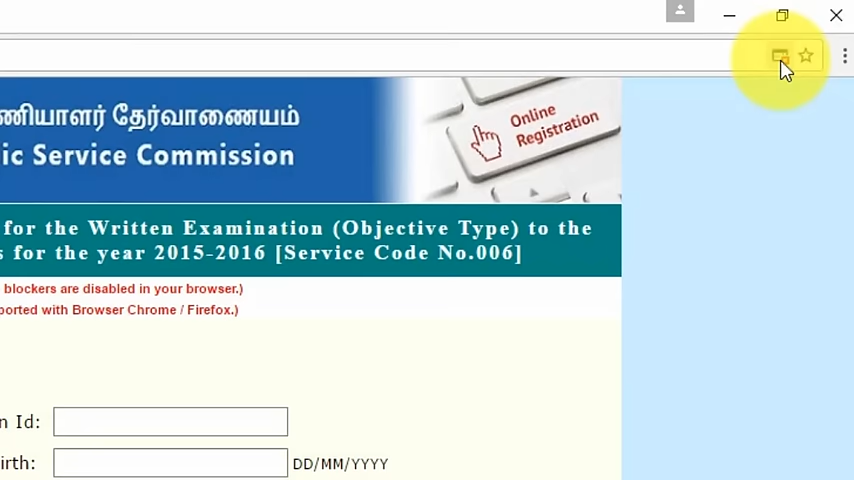 ணியாளர் தேர்வாணையம்
ic Service Commission
Online
Registration
for the Written Examination (Objective Type) to the
s for the year 2015-2016 [Service Code No.006]
blockers are disabled in your browser.)
ported with Browser Chrome / Firefox.)
n Id:
irth:
DD/MM/YYYY